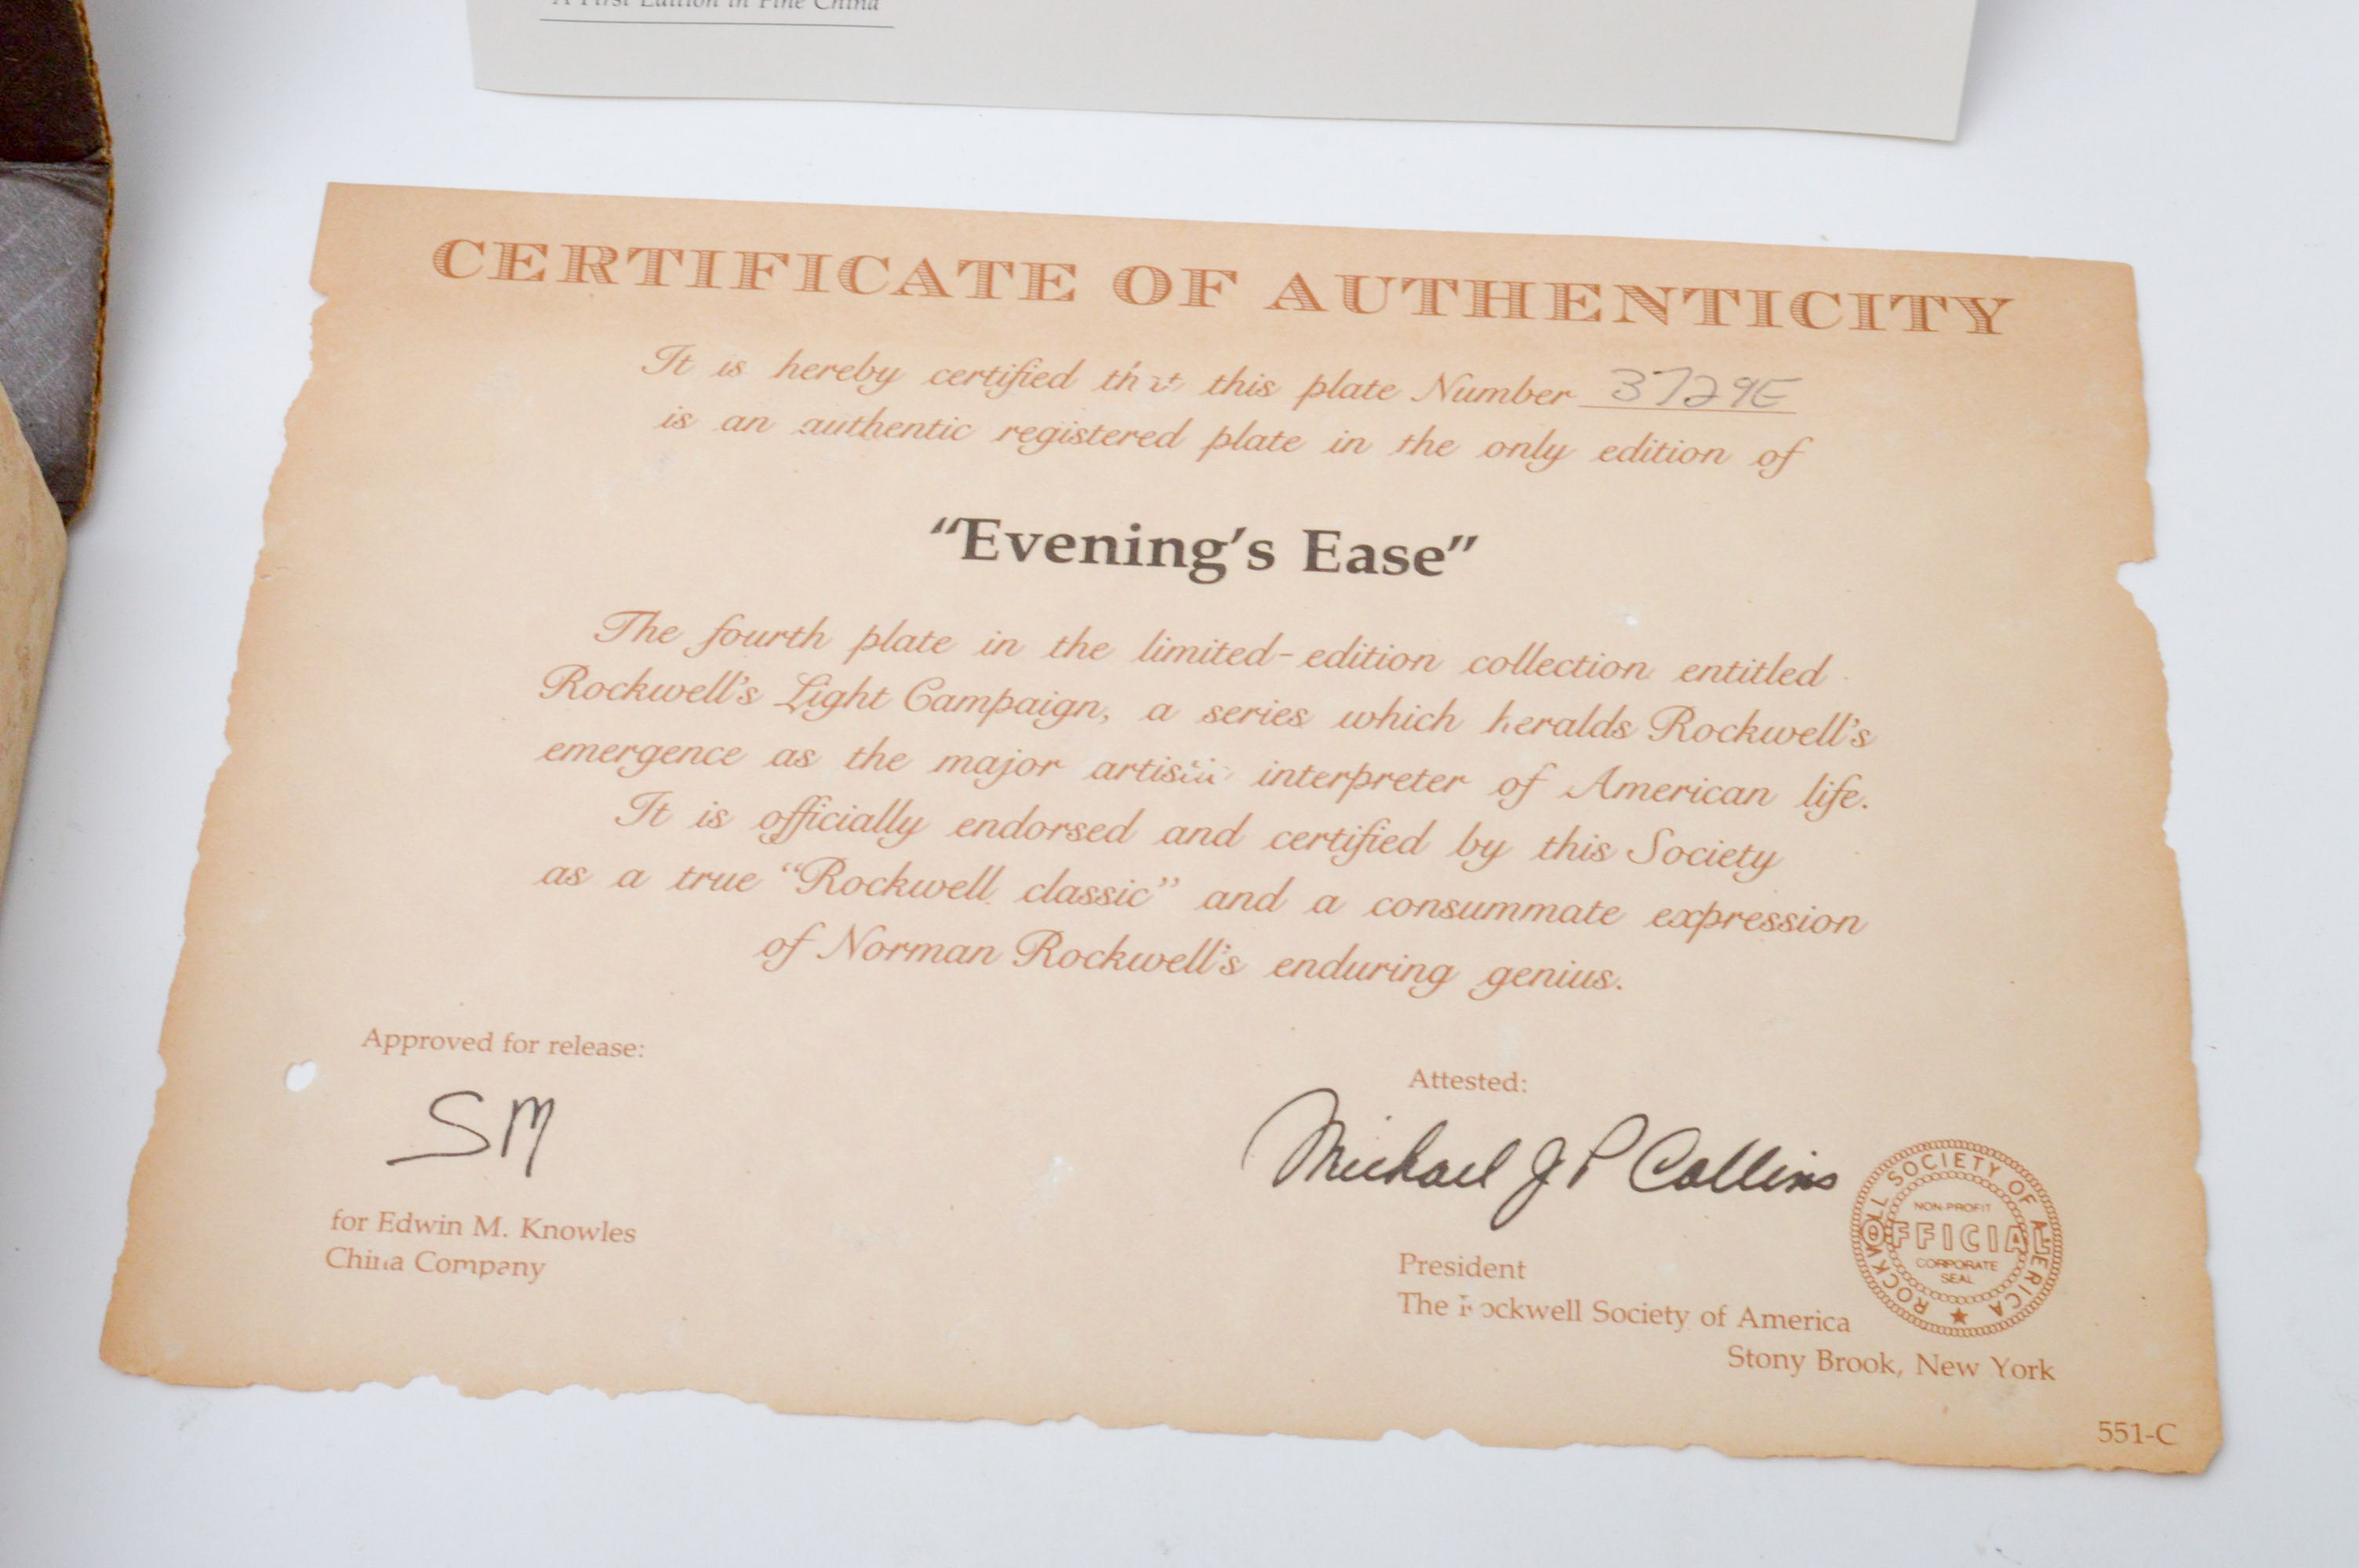 A First Edition in Fine China
CERTIFICATE OF AUTHENTICITY
It is hereby certified that this plate Number 3729E
is an authentic registered plate in the only edition of
“Evening’s Ease”
The fourth plate in the limited-edition collection entitled
Rockwell’s Light Campaign, a series which heralds Rockwell’s
emergence as the major artistic interpreter of American life.
It is officially endorsed and certified by this Society
as a true “Rockwell classic” and a consummate expression
of Norman Rockwell’s enduring genius.
Approved for release:
SM
for Edwin M. Knowles
China Company
Attested:
Michael J P Collins
President
The Rockwell Society of America
Stony Brook, New York
ROCKWELL SOCIETY OF AMERICA
NON-PROFIT
OFFICIAL
CORPORATE
SEAL
551-C